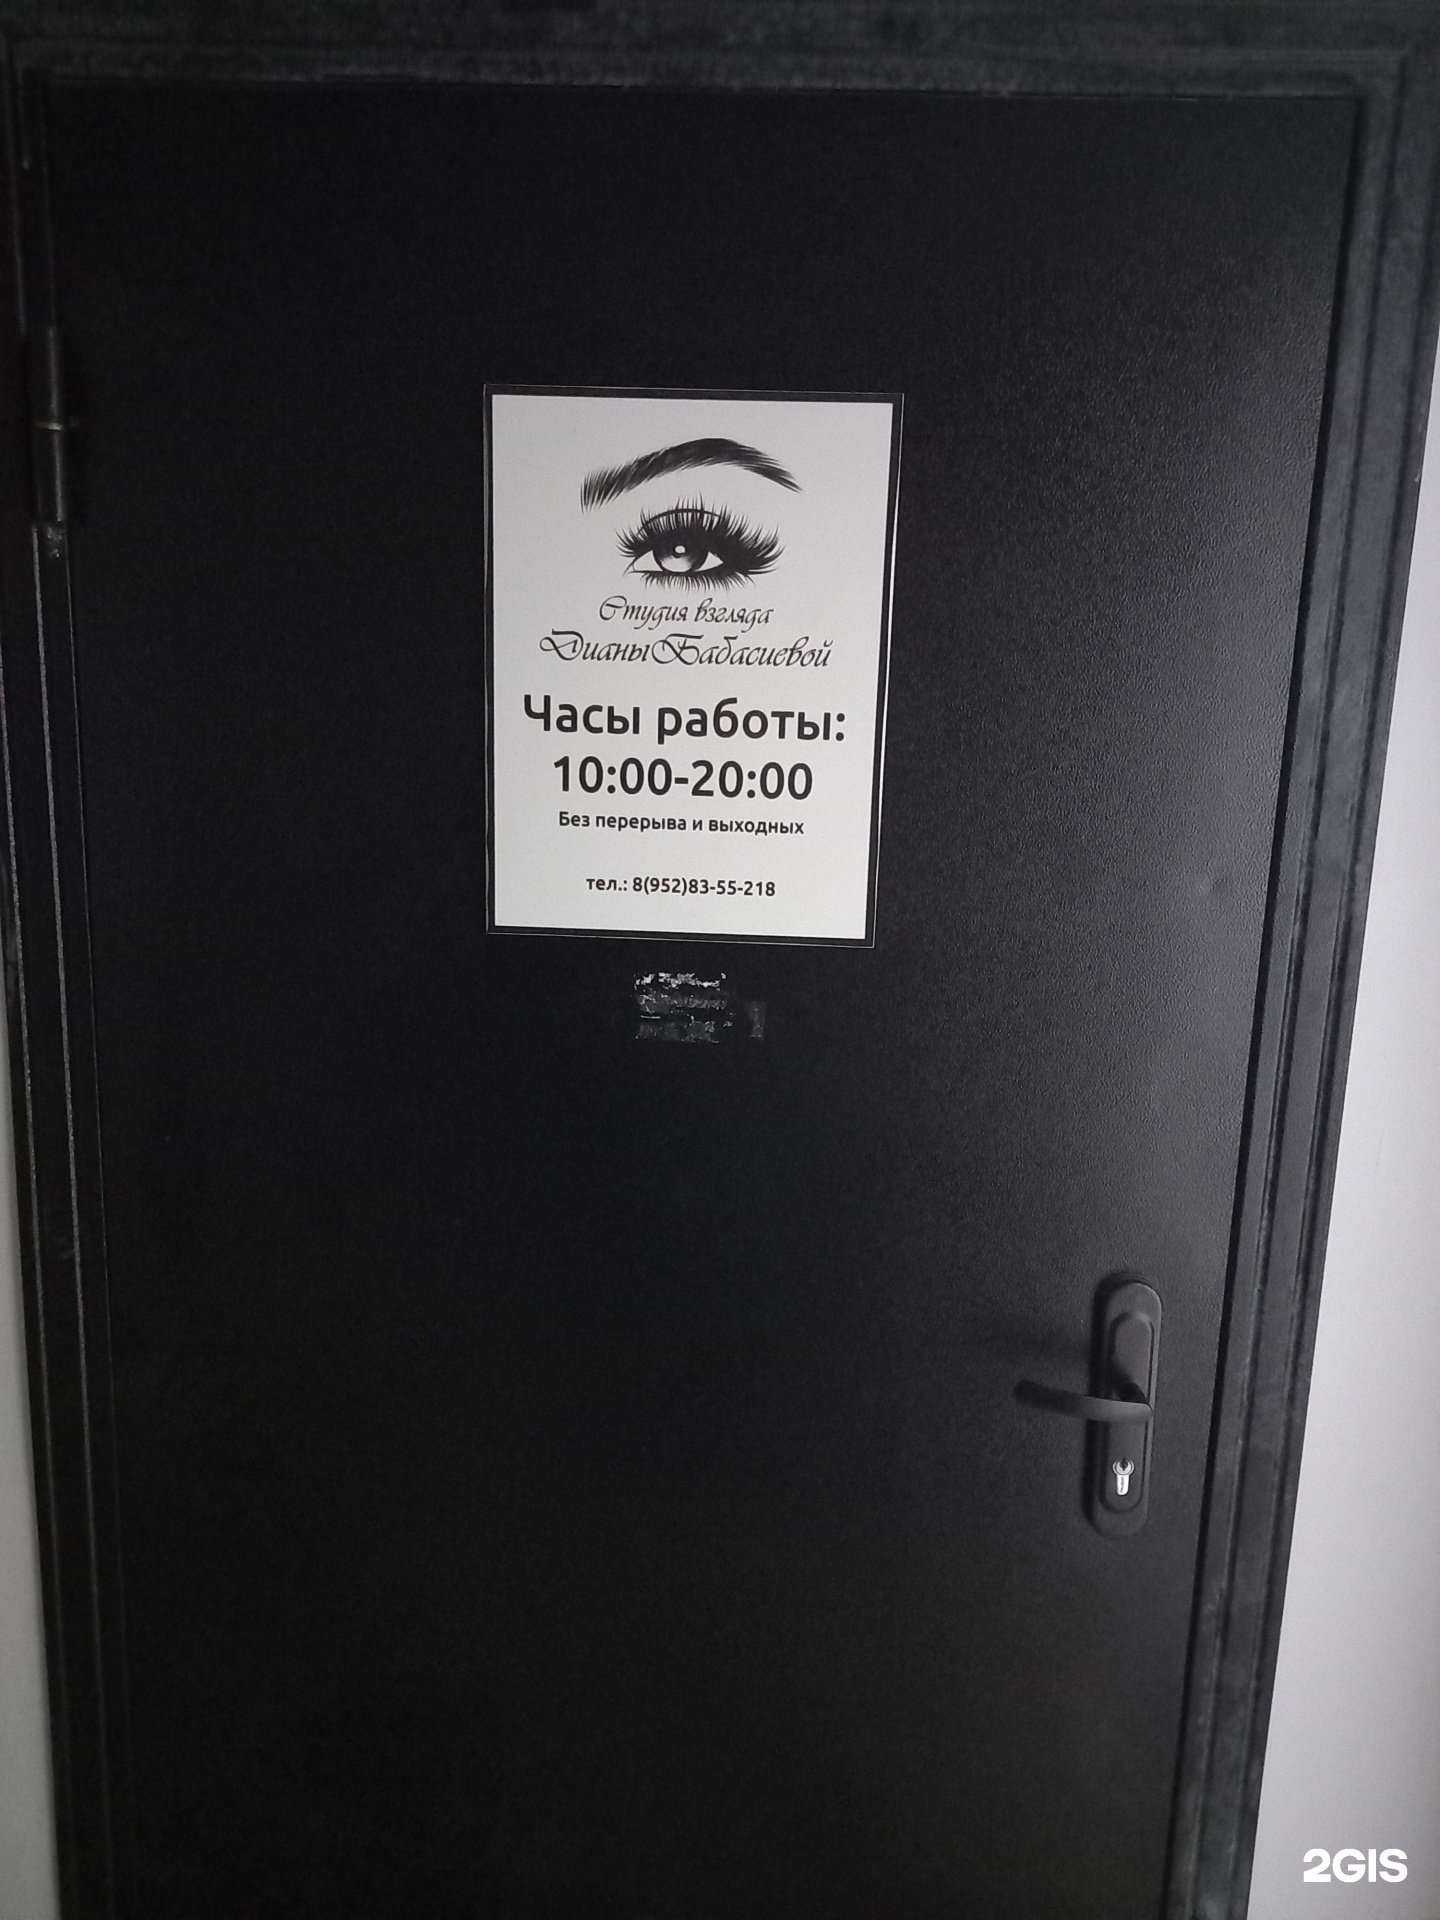 Студия взгляда
Дианы Бабасиевой
Часы работы:
10:00-20:00
Без перерыва и выходных
тел.: 8(952)83-55-218
2GIS